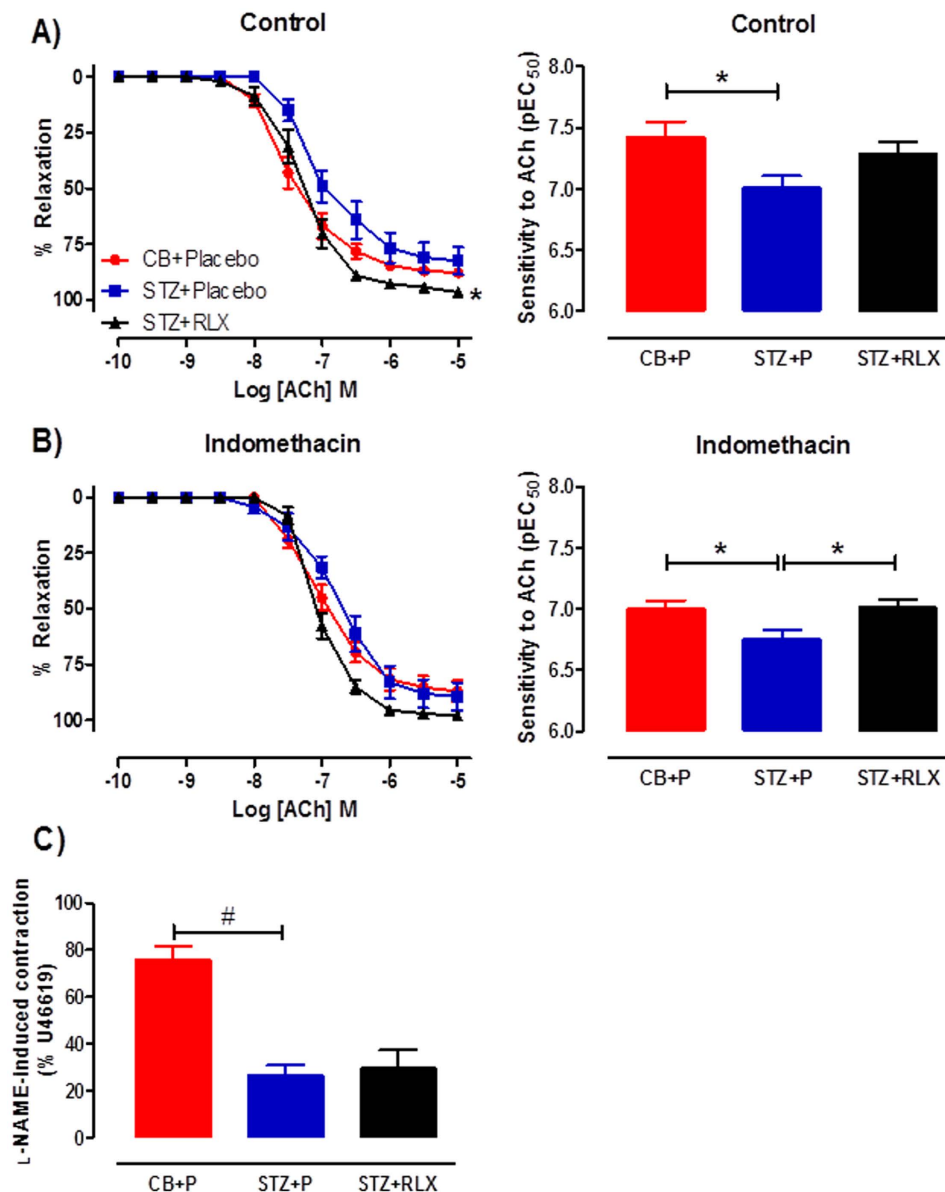 A)
Control
0
25
50
75
100
% Relaxation
CB+Placebo
STZ+Placebo
STZ+RLX
*
-10 -9 -8 -7 -6 -5
Log [ACh] M
Control
8.0
7.5
7.0
6.5
6.0
Sensitivity to ACh (pEC50)
*
CB+P STZ+P STZ+RLX
B)
Indomethacin
0
25
50
75
100
% Relaxation
-10 -9 -8 -7 -6 -5
Log [ACh] M
Indomethacin
8.0
7.5
7.0
6.5
6.0
Sensitivity to ACh (pEC50)
* *
CB+P STZ+P STZ+RLX
C)
100
80
60
40
20
0
L-NAME-induced contraction
(% U46619)
#
CB+P STZ+P STZ+RLX